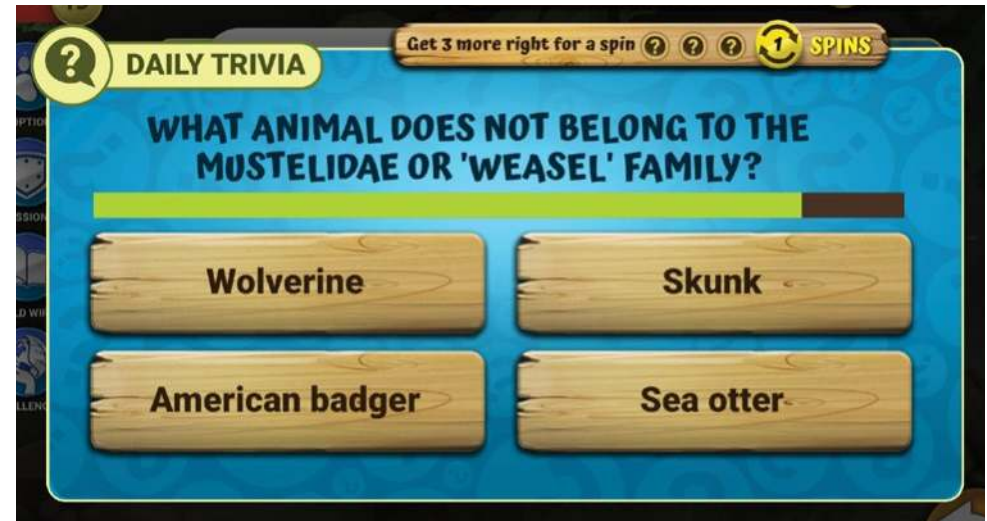 Get 3 more right for a spin ? ? ? 1 SPINS
? DAILY TRIVIA
WHAT ANIMAL DOES NOT BELONG TO THE
MUSTELIDAE OR 'WEASEL' FAMILY?
Wolverine
Skunk
American badger
Sea otter